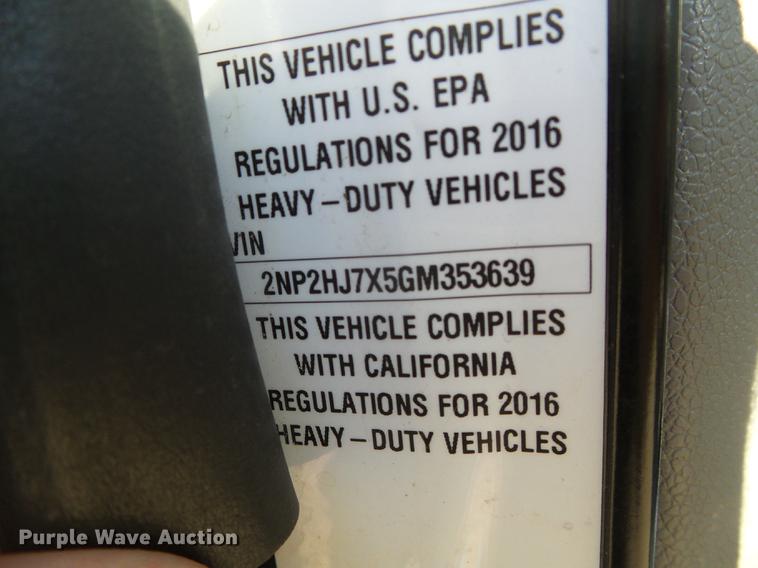 THIS VEHICLE COMPLIES
WITH U.S. EPA
REGULATIONS FOR 2016
HEAVY-DUTY VEHICLES
VIN
2NP2HJ7X5GM353639
THIS VEHICLE COMPLIES
WITH CALIFORNIA
REGULATIONS FOR 2016
HEAVY-DUTY VEHICLES
Purple Wave Auction